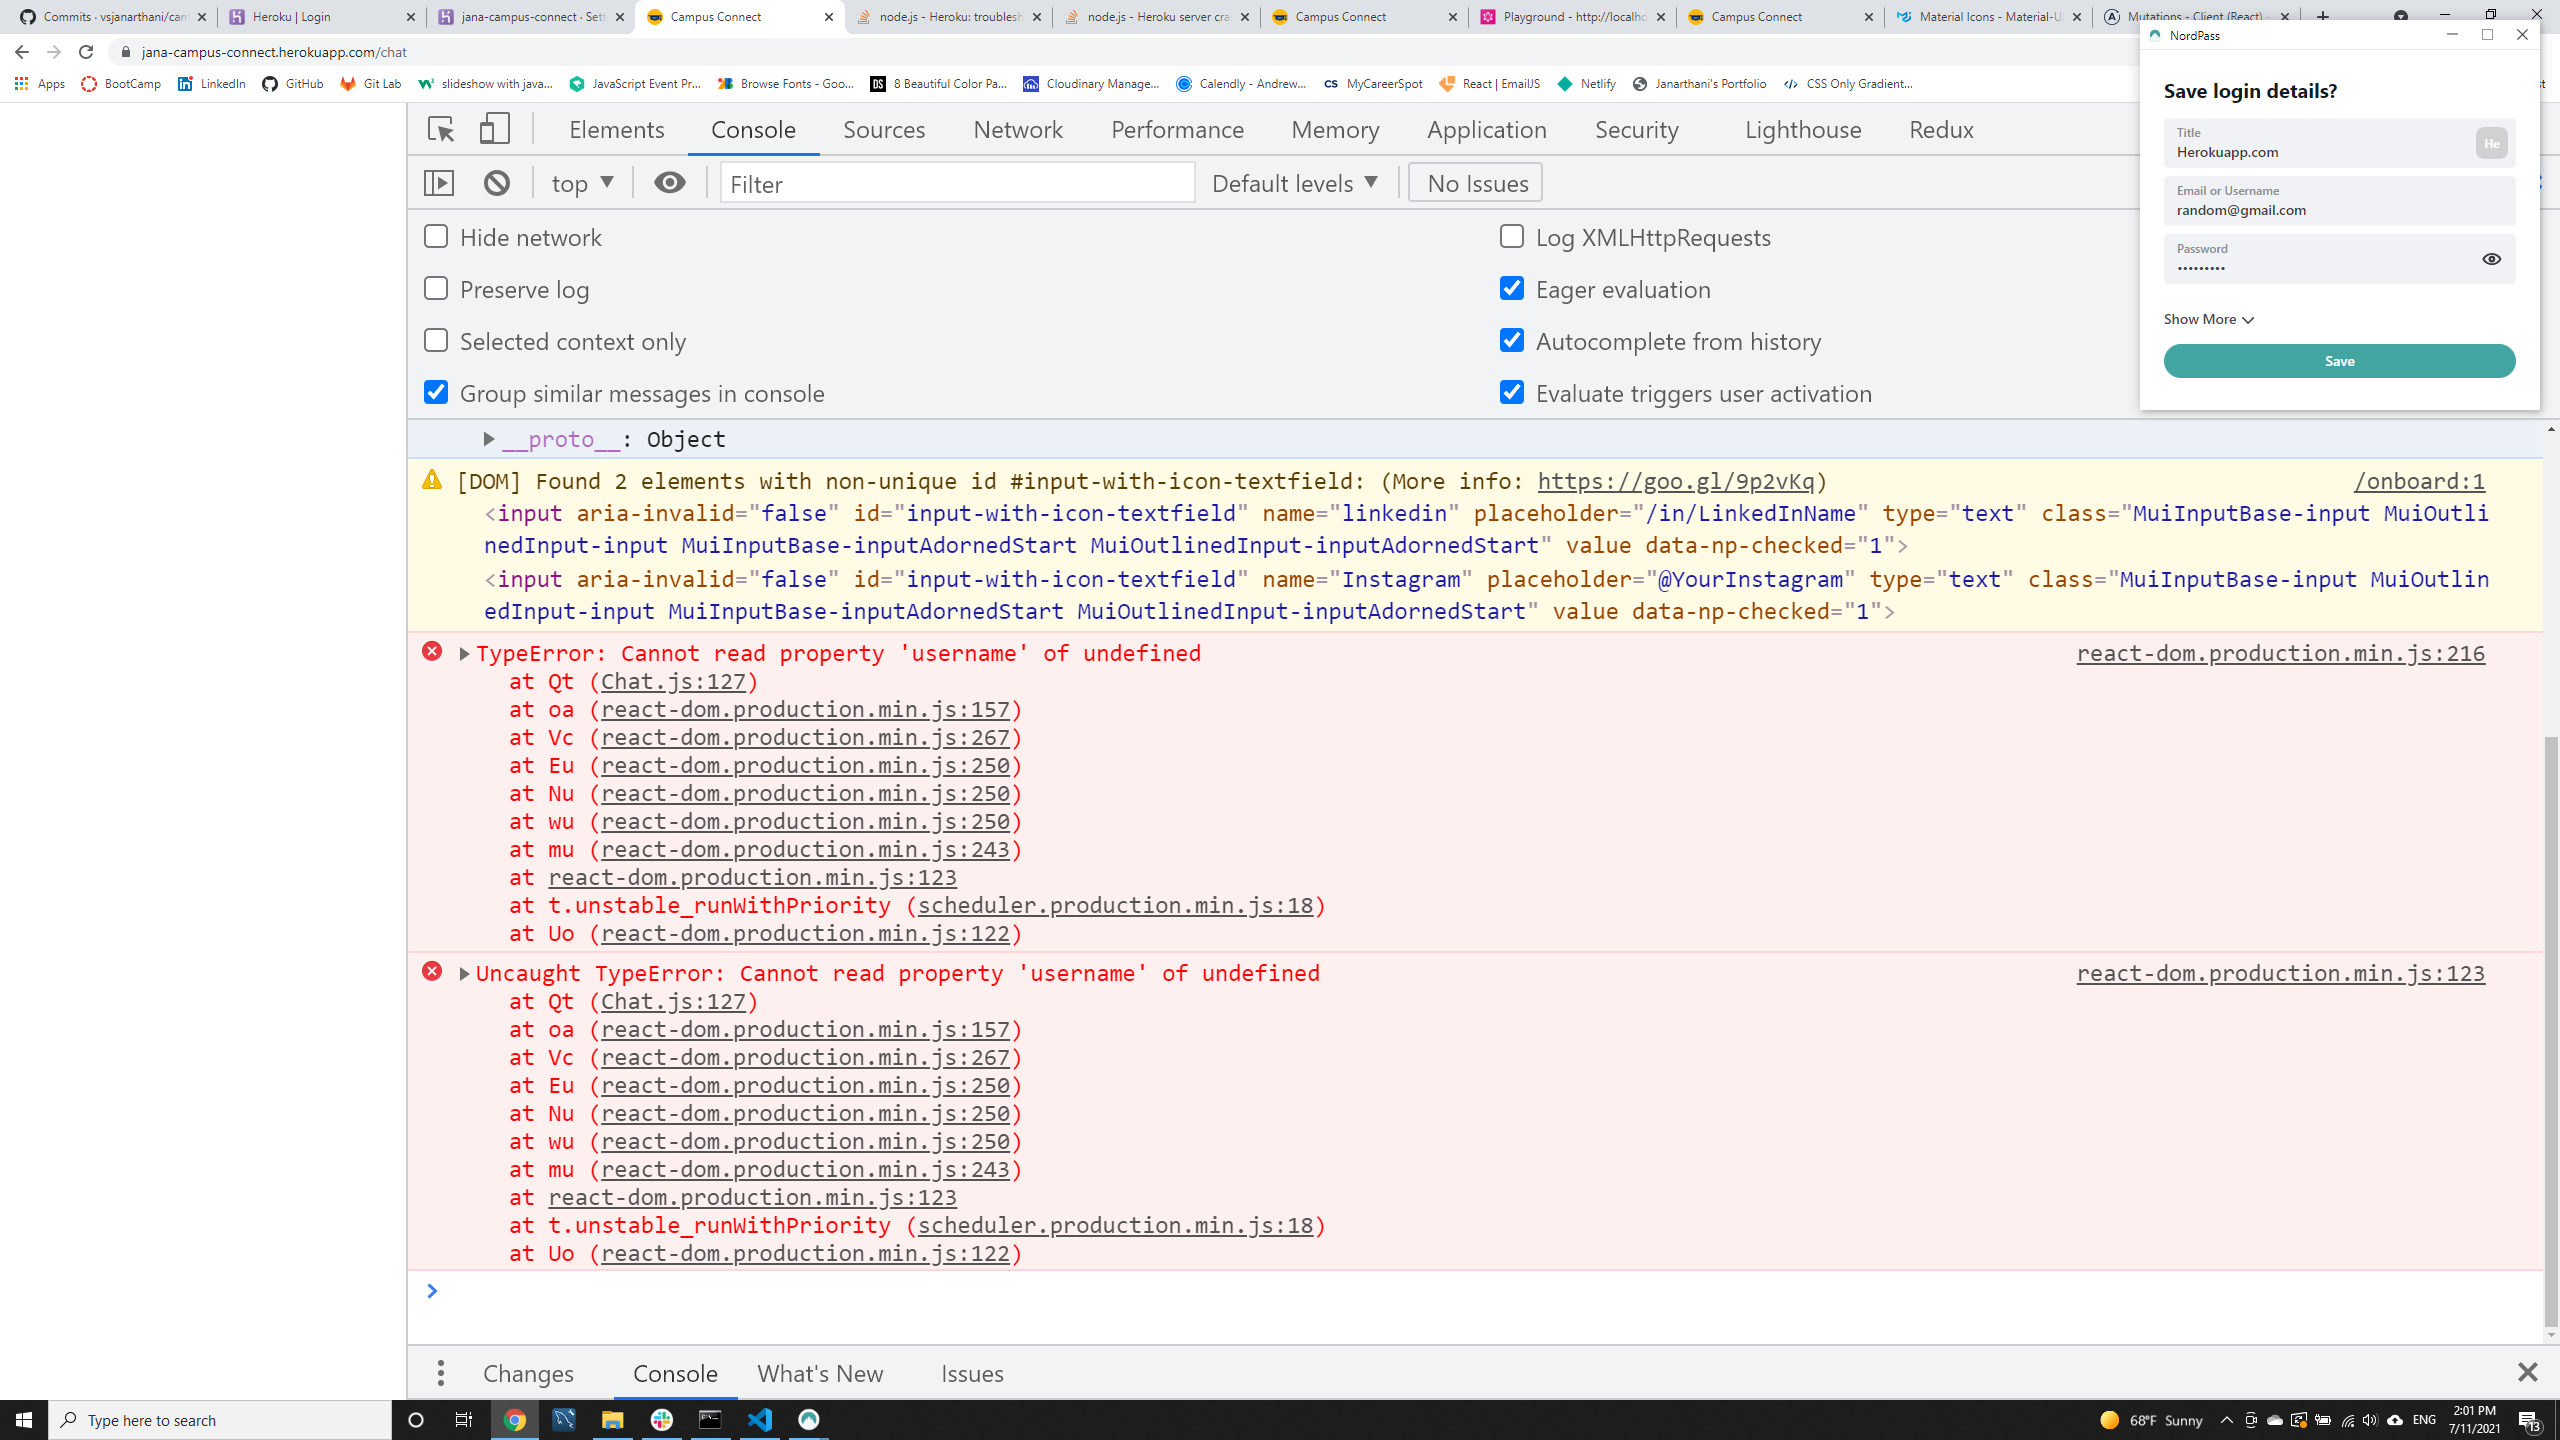 Commits · vsjanarthani/cam
Heroku | Login
jana-campus-connect · Sett
Campus Connect
node.js - Heroku: troublesh
node.js - Heroku server cra
Campus Connect
Playground - http://localho
Campus Connect
Material Icons - Material-U
Mutations - Client (React) -
jana-campus-connect.herokuapp.com/chat
Apps
BootCamp
LinkedIn
GitHub
Git Lab
slideshow with java...
JavaScript Event Pr...
Browse Fonts - Goo...
8 Beautiful Color Pa...
Cloudinary Manage...
Calendly - Andrew...
MyCareerSpot
React | EmailJS
Netlify
Janarthani's Portfolio
CSS Only Gradient...
NordPass
Save login details?
Title
Herokuapp.com
He
Email or Username
random@gmail.com
Password
•••••••••
Show More
Save
Elements Console Sources Network Performance Memory Application Security Lighthouse Redux
top
Filter
Default levels
No Issues
Hide network
Log XMLHttpRequests
Preserve log
Eager evaluation
Selected context only
Autocomplete from history
Group similar messages in console
Evaluate triggers user activation
__proto__: Object
[DOM] Found 2 elements with non-unique id #input-with-icon-textfield: (More info: https://goo.gl/9p2vKq) /onboard:1
<input aria-invalid="false" id="input-with-icon-textfield" name="linkedin" placeholder="/in/LinkedInName" type="text" class="MuiInputBase-input MuiOutli
nedInput-input MuiInputBase-inputAdornedStart MuiOutlinedInput-inputAdornedStart" value data-np-checked="1">
<input aria-invalid="false" id="input-with-icon-textfield" name="Instagram" placeholder="@YourInstagram" type="text" class="MuiInputBase-input MuiOutlin
edInput-input MuiInputBase-inputAdornedStart MuiOutlinedInput-inputAdornedStart" value data-np-checked="1">
TypeError: Cannot read property 'username' of undefined react-dom.production.min.js:216
at Qt (Chat.js:127)
at oa (react-dom.production.min.js:157)
at Vc (react-dom.production.min.js:267)
at Eu (react-dom.production.min.js:250)
at Nu (react-dom.production.min.js:250)
at wu (react-dom.production.min.js:250)
at mu (react-dom.production.min.js:243)
at react-dom.production.min.js:123
at t.unstable_runWithPriority (scheduler.production.min.js:18)
at Uo (react-dom.production.min.js:122)
Uncaught TypeError: Cannot read property 'username' of undefined react-dom.production.min.js:123
at Qt (Chat.js:127)
at oa (react-dom.production.min.js:157)
at Vc (react-dom.production.min.js:267)
at Eu (react-dom.production.min.js:250)
at Nu (react-dom.production.min.js:250)
at wu (react-dom.production.min.js:250)
at mu (react-dom.production.min.js:243)
at react-dom.production.min.js:123
at t.unstable_runWithPriority (scheduler.production.min.js:18)
at Uo (react-dom.production.min.js:122)
Changes Console What's New Issues
Type here to search
68°F Sunny
ENG
2:01 PM
7/11/2021
13